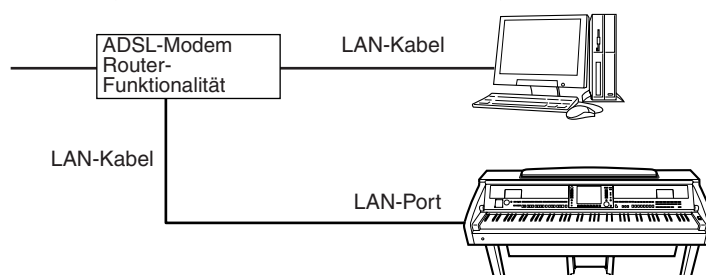 ADSL-Modem
Router-
Funktionalität
LAN-Kabel
LAN-Kabel
LAN-Port